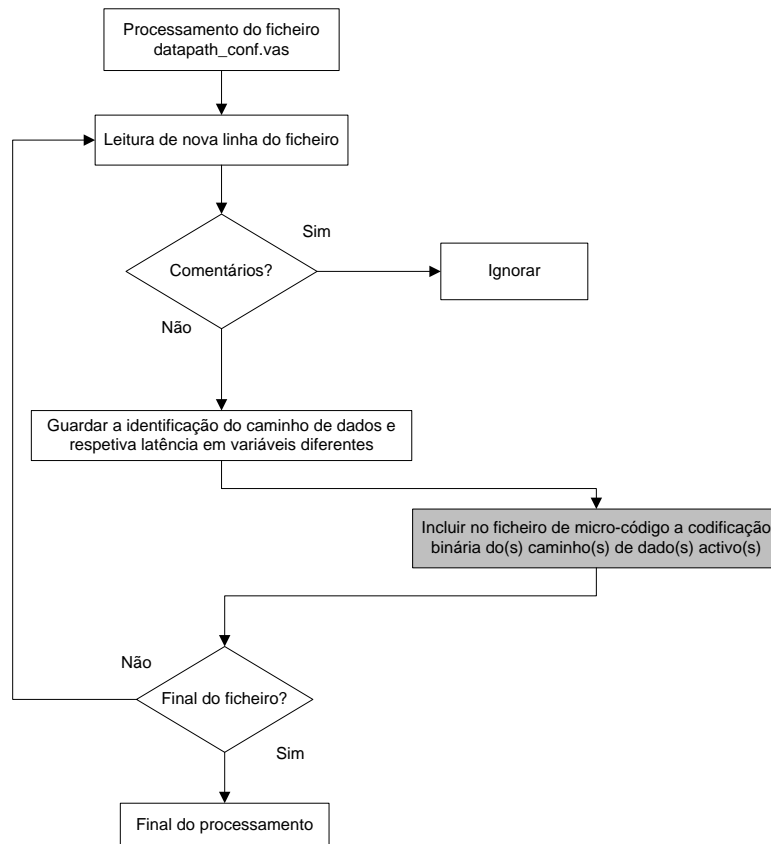 Processamento do ficheiro
datapath_conf.vas
Leitura de nova linha do ficheiro
Sim
Comentários?
Ignorar
Não
Guardar a identificação do caminho de dados e
respetiva latência em variáveis diferentes
Incluir no ficheiro de micro-código a codificação
binária do(s) caminho(s) de dado(s) activo(s)
Não
Final do ficheiro?
Sim
Final do processamento